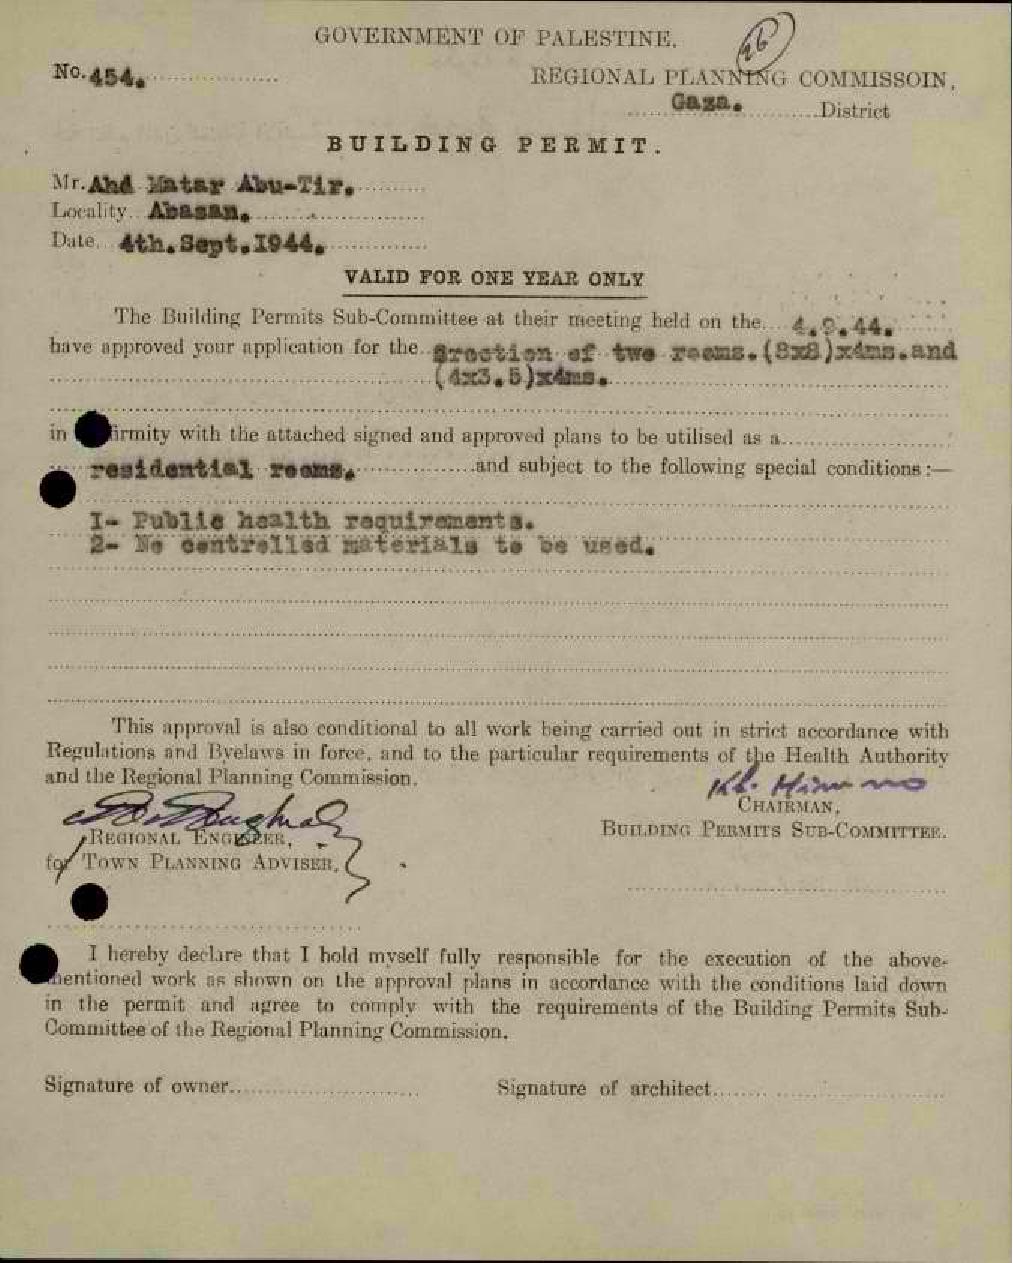 26
GOVERNMENT OF PALESTINE.
No. 454.
REGIONAL PLANNING COMMISSOIN,
Gaza. District
BUILDING PERMIT.
Mr. Ahd Matar Abu-Tir.
Locality. Abasan.
Date. 4th.Sept.1944.
VALID FOR ONE YEAR ONLY
The Building Permits Sub-Committee at their meeting held on the 4.9.44.
have approved your application for the erection of two rooms.(8x8)x4ms.and
(4x3.5)x4ms.
in firmity with the attached signed and approved plans to be utilised as a
residential rooms. and subject to the following special conditions :—
I- Public health requirements.
2- No controlled materials to be used.
This approval is also conditional to all work being carried out in strict accordance with
Regulations and Byelaws in force, and to the particular requirements of the Health Authority
and the Regional Planning Commission.
CHAIRMAN,
BUILDING PERMITS SUB-COMMITTEE.
REGIONAL ENGINEER,
for TOWN PLANNING ADVISER,
I hereby declare that I hold myself fully responsible for the execution of the above-
mentioned work as shown on the approval plans in accordance with the conditions laid down
in the permit and agree to comply with the requirements of the Building Permits Sub-
Committee of the Regional Planning Commission.
Signature of owner
Signature of architect